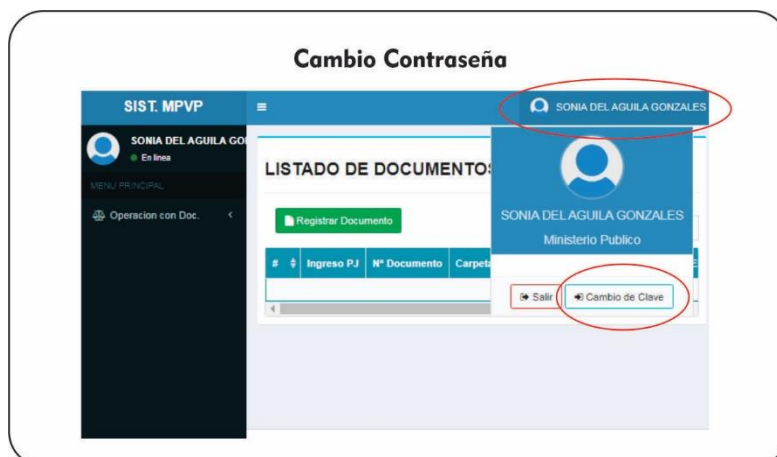 Cambio Contraseña
SIST. MPVP
SONIA DEL AGUILA GONZALES
SONIA DEL AGUILA GO
En linea
MENU PRINCIPAL
Operacion con Doc.
LISTADO DE DOCUMENTOS
Registrar Documento
# Ingreso PJ Nº Documento Carpeta
SONIA DEL AGUILA GONZALES
Ministerio Publico
Salir
Cambio de Clave